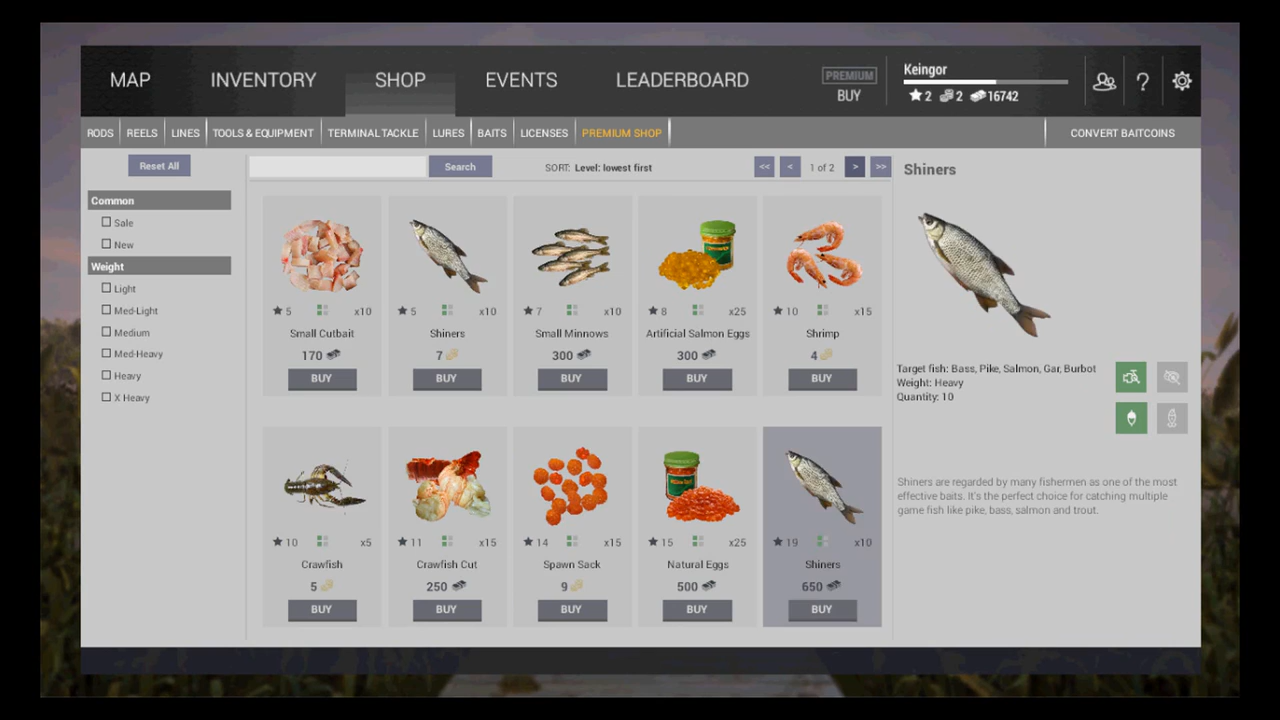 MAP INVENTORY SHOP EVENTS LEADERBOARD
PREMIUM
BUY
Keingor
2 2 16742
?
RODS REELS LINES TOOLS & EQUIPMENT TERMINAL TACKLE LURES BAITS LICENSES PREMIUM SHOP CONVERT BAITCOINS
Reset All
Common
Sale
New
Weight
Light
Med-Light
Medium
Med-Heavy
Heavy
X Heavy
Search SORT: Level: lowest first << < 1 of 2 > >>
5 x10 5 x10 7 x10 8 x25 10 x15
Small Cutbait Shiners Small Minnows Artificial Salmon Eggs Shrimp
170 7 300 300 4
BUY BUY BUY BUY BUY
10 x5 11 x15 14 x15 15 x25 19 x10
Crawfish Crawfish Cut Spawn Sack Natural Eggs Shiners
5 250 9 500 650
BUY BUY BUY BUY BUY
Shiners
Target fish: Bass, Pike, Salmon, Gar, Burbot
Weight: Heavy
Quantity: 10
Shiners are regarded by many fishermen as one of the most
effective baits. It's the perfect choice for catching multiple
game fish like pike, bass, salmon and trout.